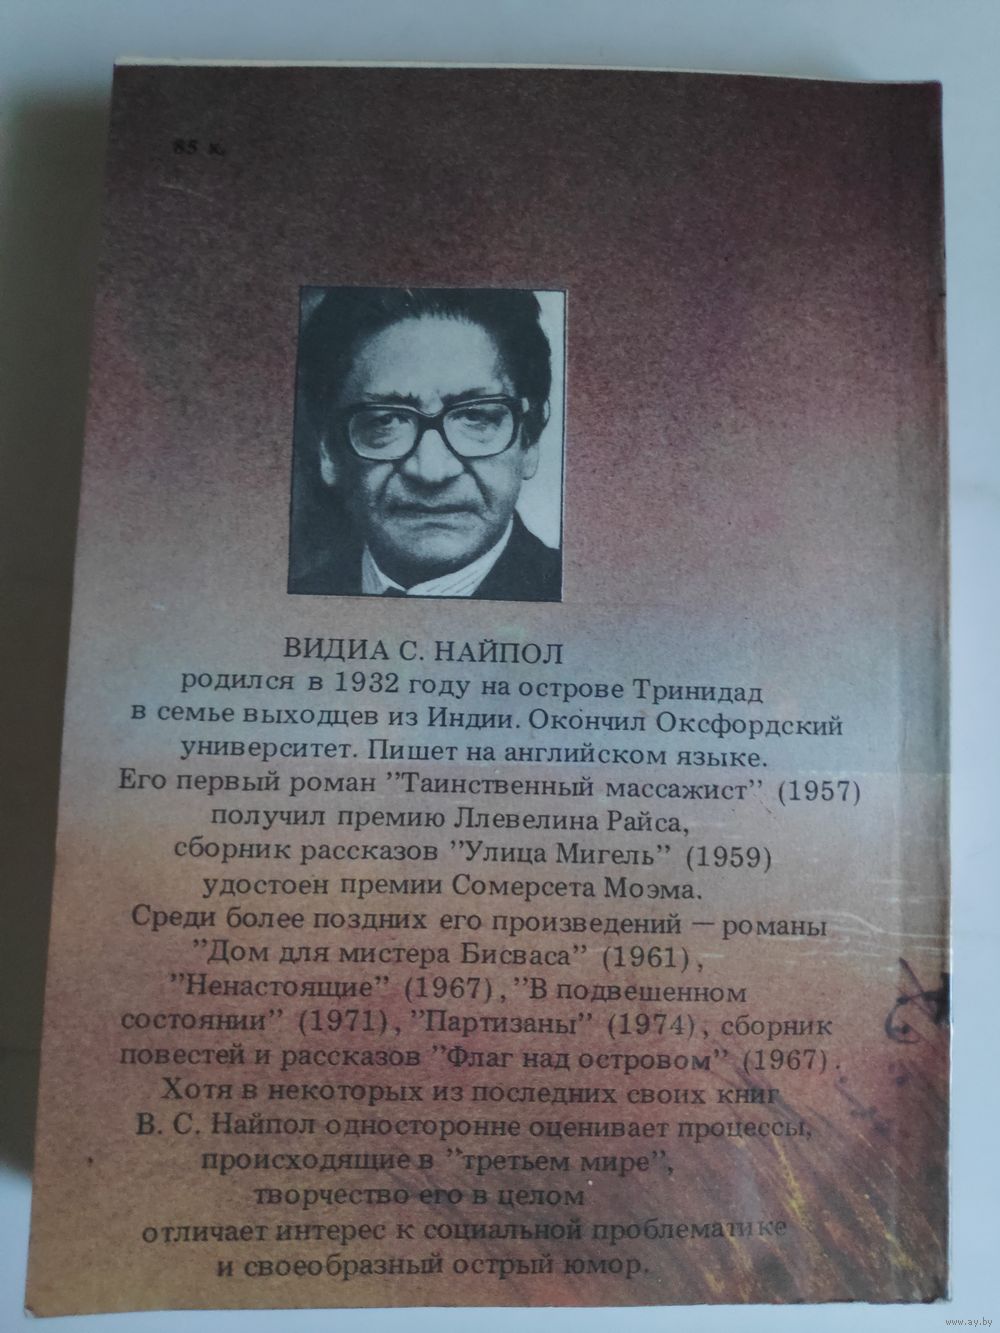 85 к.
ВИДИА С. НАЙПОЛ
родился в 1932 году на острове Тринидад
в семье выходцев из Индии. Окончил Оксфордский
университет. Пишет на английском языке.
Его первый роман "Таинственный массажист" (1957)
получил премию Ллевелина Райса,
сборник рассказов "Улица Мигель" (1959)
удостоен премии Сомерсета Моэма.
Среди более поздних его произведений — романы
"Дом для мистера Бисваса" (1961),
"Ненастоящие" (1967), "В подвешенном
состоянии" (1971), "Партизаны" (1974), сборник
повестей и рассказов "Флаг над островом" (1967).
Хотя в некоторых из последних своих книг
В. С. Найпол односторонне оценивает процессы,
происходящие в "третьем мире",
творчество его в целом
отличает интерес к социальной проблематике
и своеобразный острый юмор.
www.ay.by